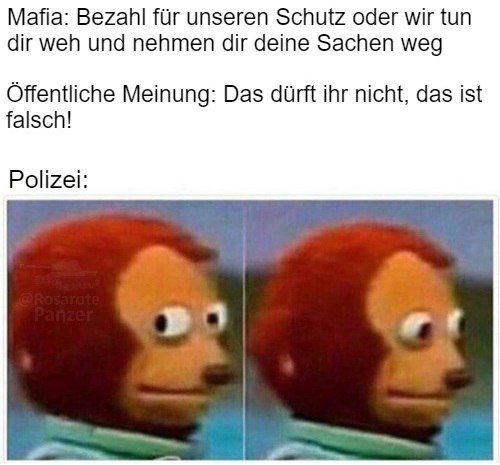 Mafia: Bezahl für unseren Schutz oder wir tun
dir weh und nehmen dir deine Sachen weg
Öffentliche Meinung: Das dürft ihr nicht, das ist
falsch!
Polizei:
@Rosarote
Panzer